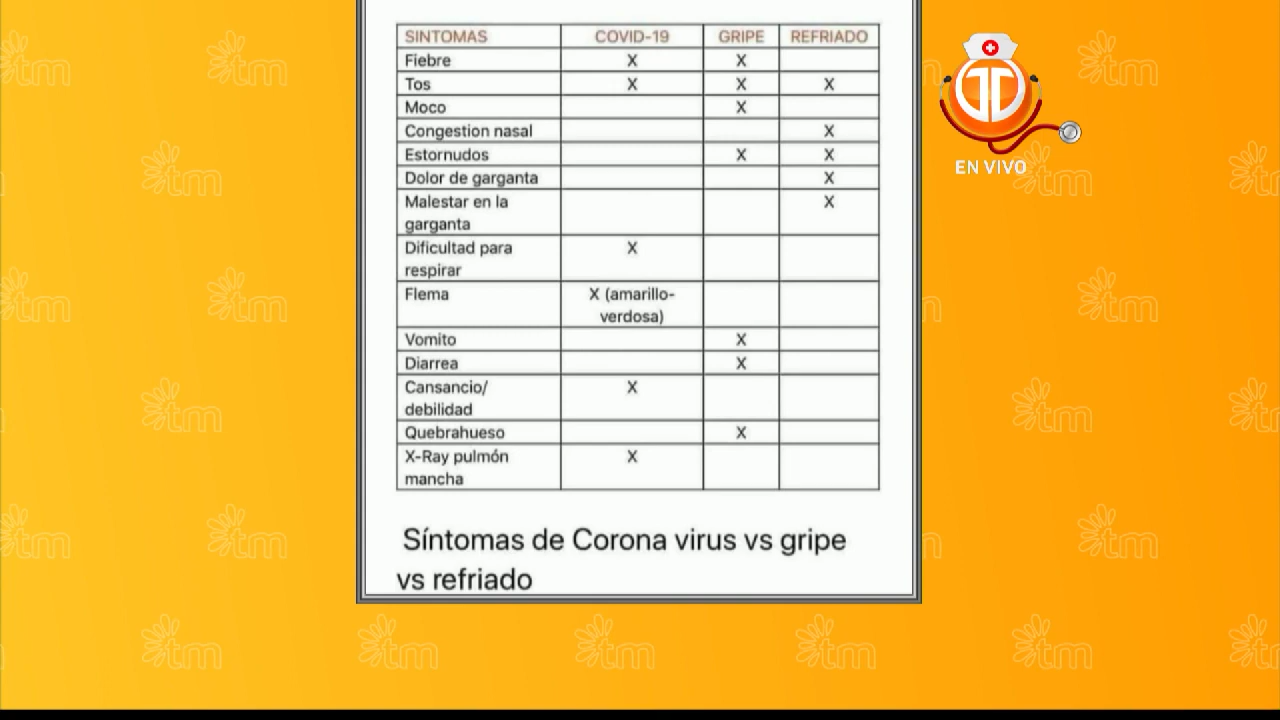 SINTOMAS COVID-19 GRIPE REFRIADO
Fiebre X X
Tos X X X
Moco X
Congestion nasal X
Estornudos X X
Dolor de garganta X
Malestar en la X
garganta
Dificultad para X
respirar
Flema X (amarillo-
verdosa)
Vomito X
Diarrea X
Cansancio/ X
debilidad
Quebrahueso X
X-Ray pulmón X
mancha
Síntomas de Corona virus vs gripe
vs refriado
EN VIVO
tm